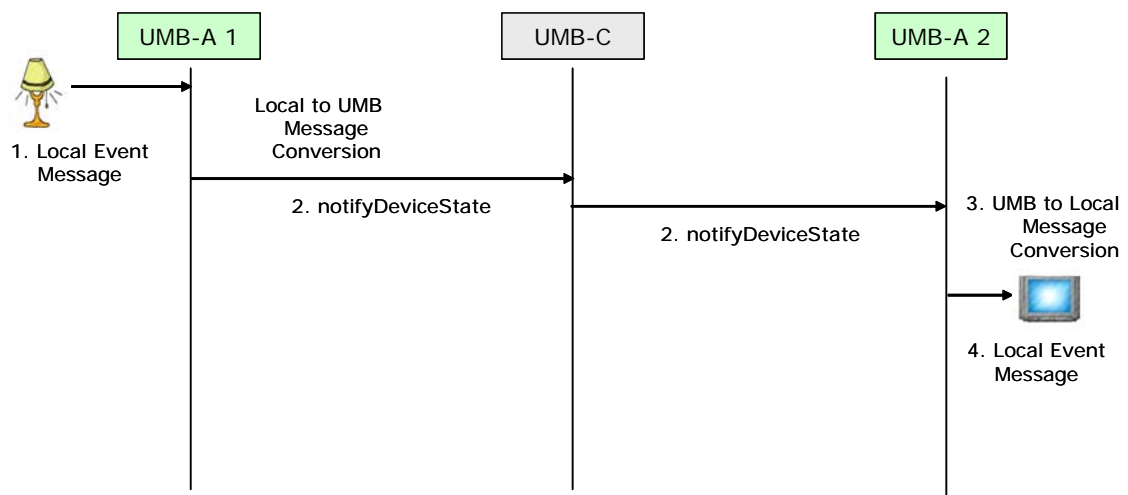 UMB-A 1
UMB-C
UMB-A 2
1. Local Event
Message
Local to UMB
Message
Conversion
2. notifyDeviceState
2. notifyDeviceState
3. UMB to Local
Message
Conversion
4. Local Event
Message